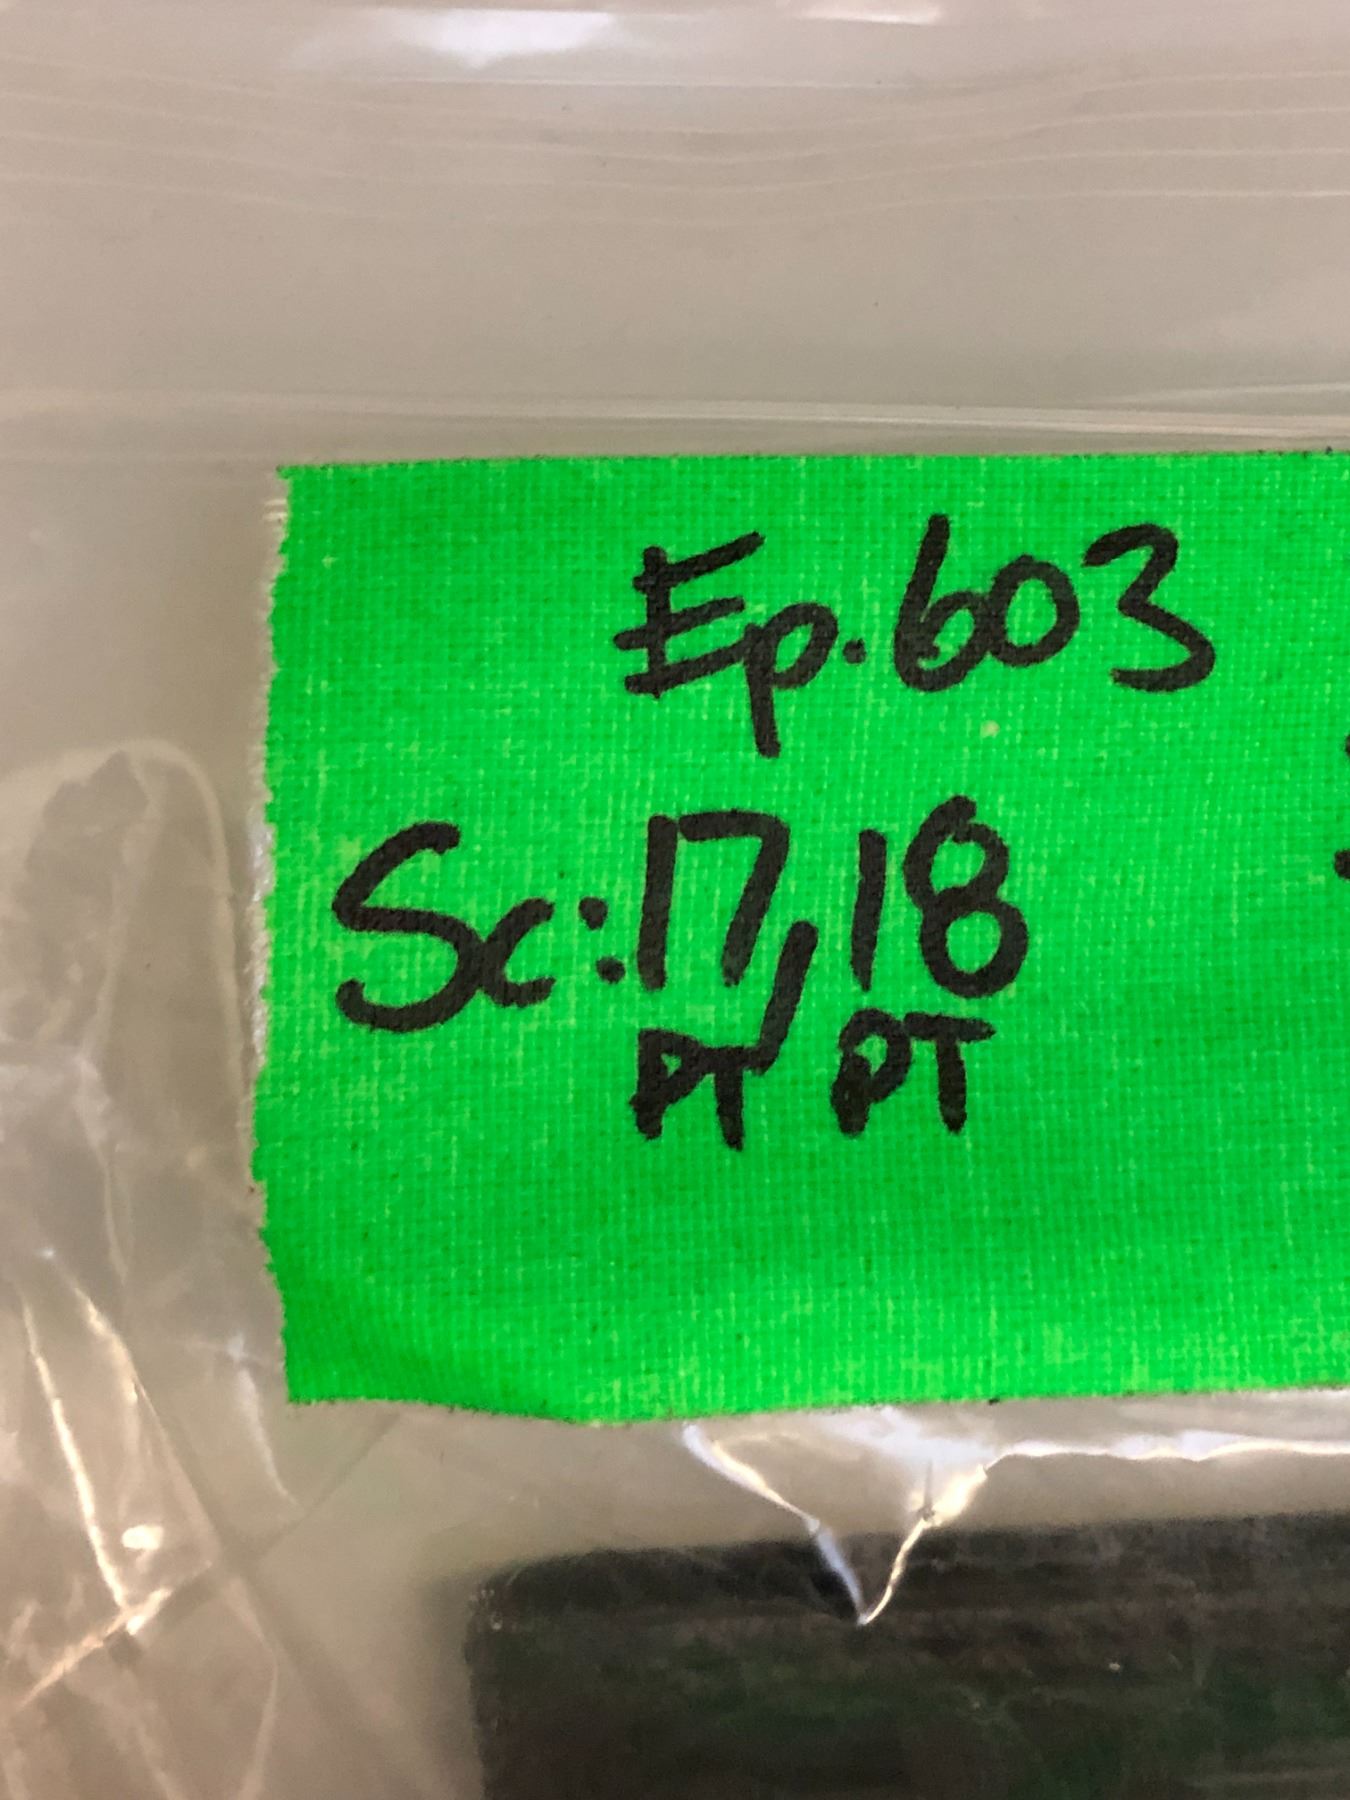 Ep. 603
Sc: 17, 18
PT PT